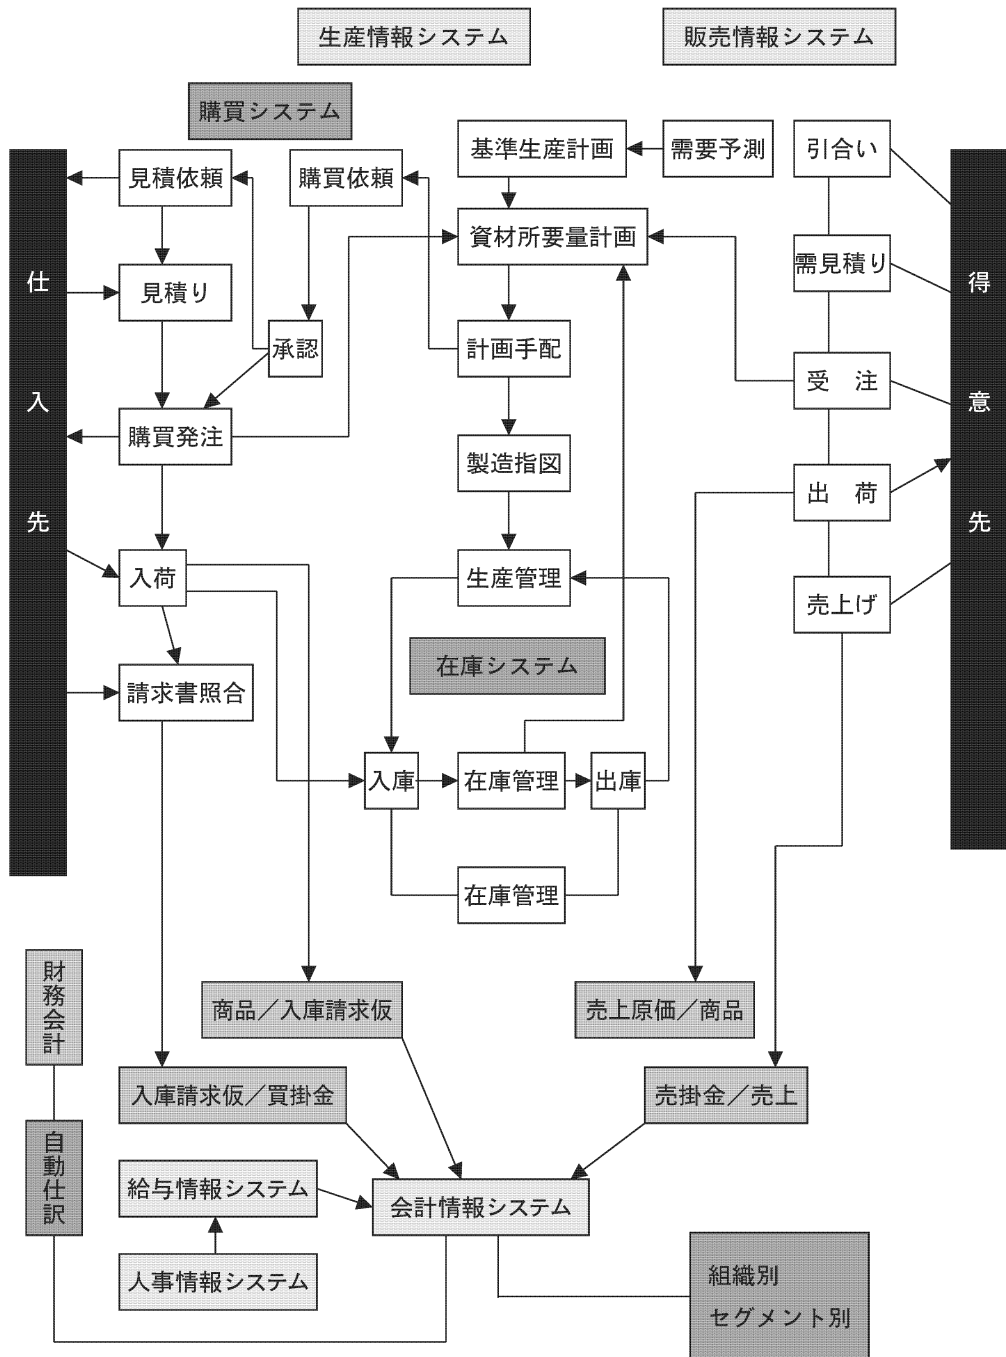 生産情報システム
販売情報システム
購買システム
基準生産計画
需要予測
引合い
見積依頼
購買依頼
資材所要量計画
需見積り
仕入先
得意先
見積り
承認
計画手配
受　注
購買発注
製造指図
出　荷
入荷
生産管理
売上げ
在庫システム
請求書照合
入庫
在庫管理
出庫
在庫管理
財務会計
商品／入庫請求仮
売上原価／商品
入庫請求仮／買掛金
売掛金／売上
自動仕訳
給与情報システム
会計情報システム
人事情報システム
組織別
セグメント別